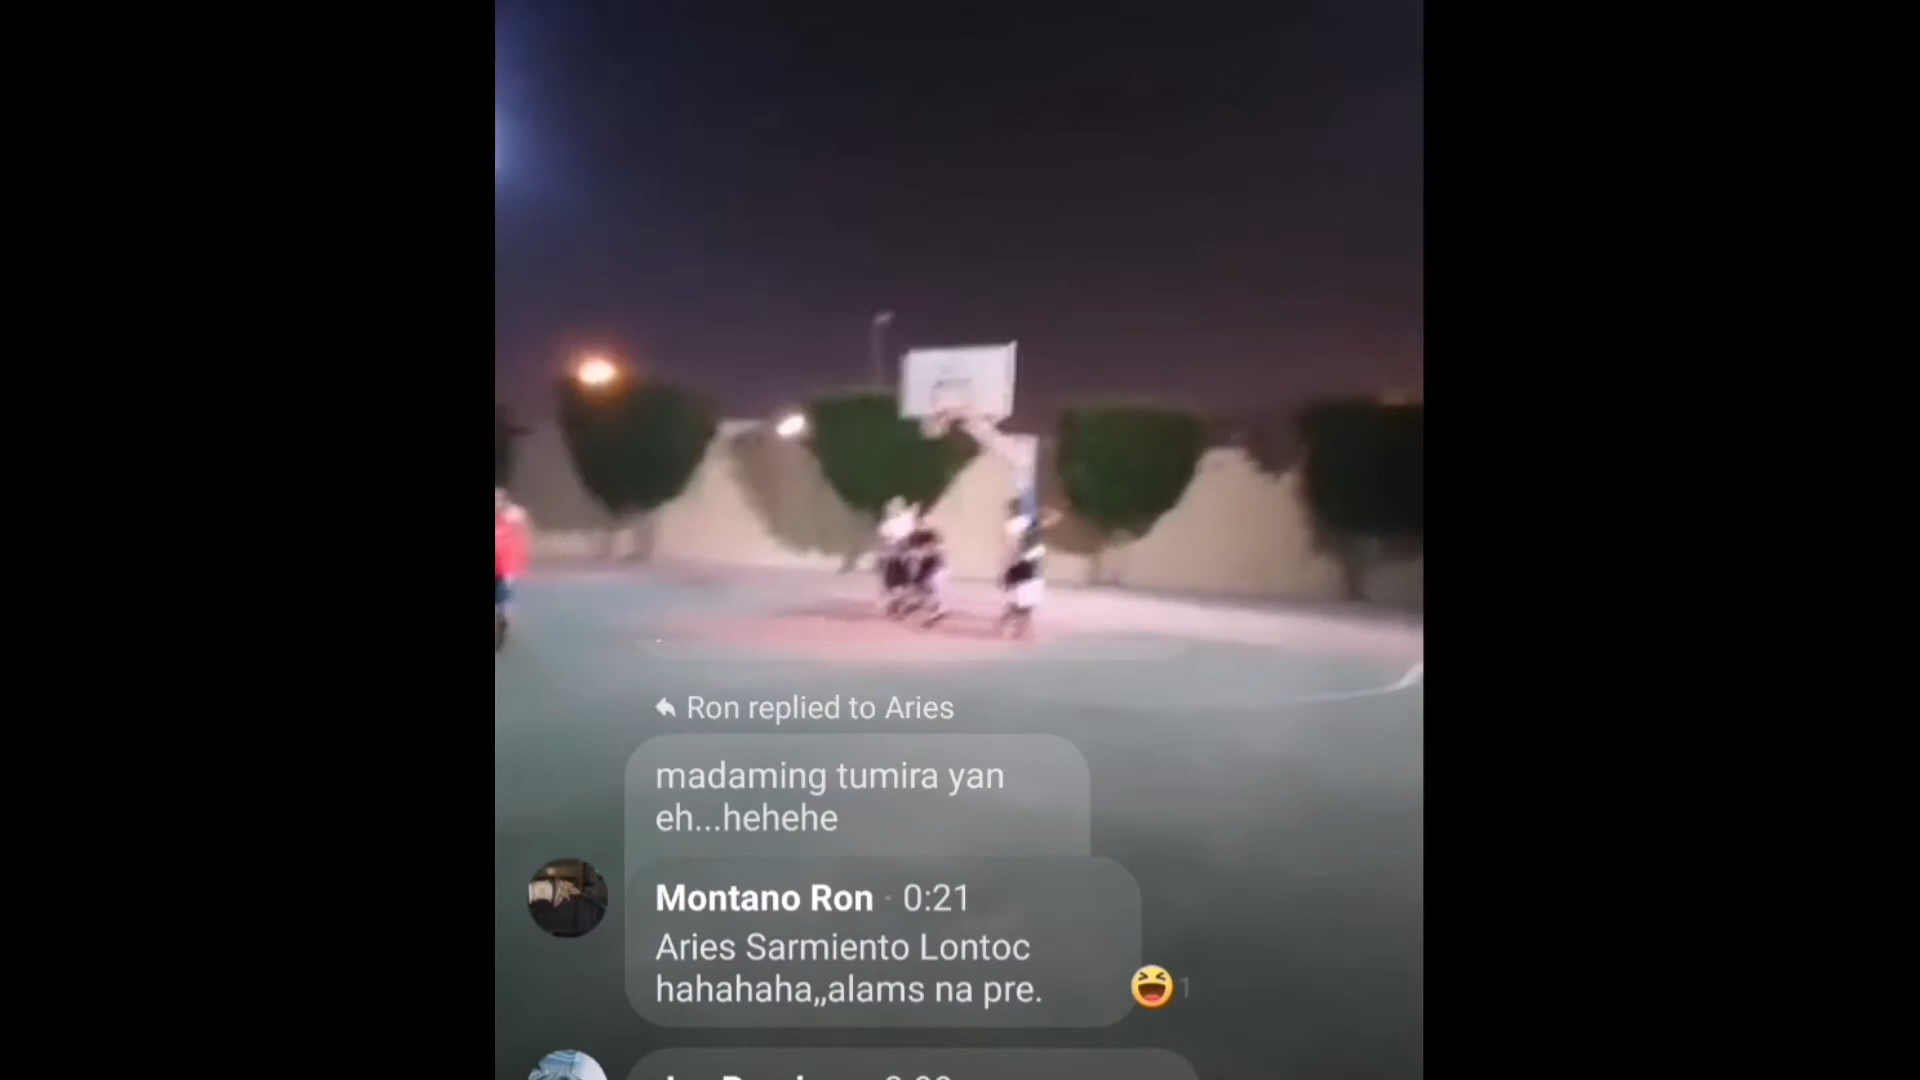 Ron replied to Aries
madaming tumira yan
eh...hehehe
Montano Ron · 0:21
Aries Sarmiento Lontoc
hahahaha,,alams na pre.
1